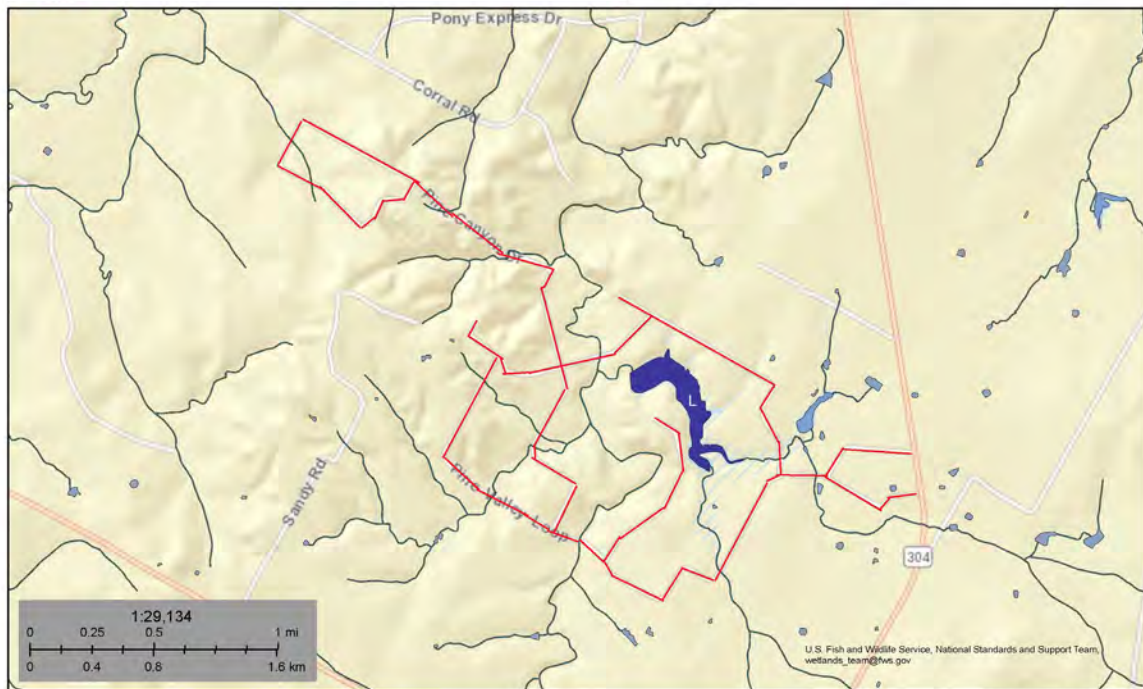 Pony Express Dr
Corral Rd
Pine Canyon Dr
L
Sandy Rd
Pine Valley Loop
304
1:29,134
0 0.25 0.5 1 mi
0 0.4 0.8 1.6 km
U.S. Fish and Wildlife Service, National Standards and Support Team,
wetlands_team@fws.gov